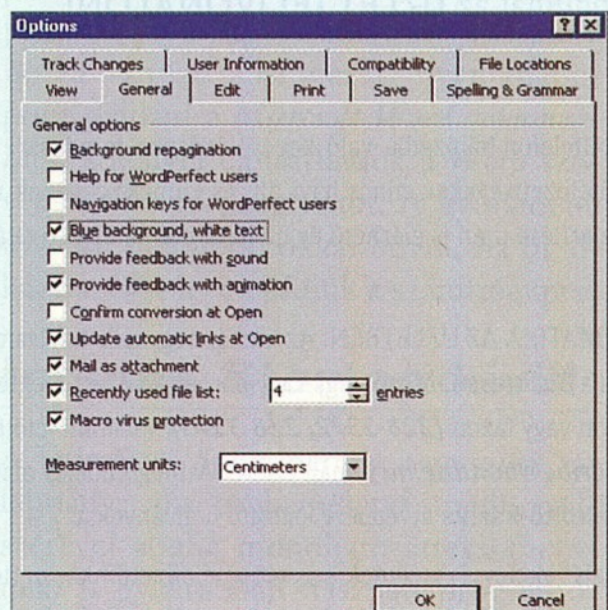 Options
Track Changes User Information Compatibility File Locations
View General Edit Print Save Spelling & Grammar
General options
Background repagination
Help for WordPerfect users
Navigation keys for WordPerfect users
Blue background, white text
Provide feedback with sound
Provide feedback with animation
Confirm conversion at Open
Update automatic links at Open
Mail as attachment
Recently used file list: 4 entries
Macro virus protection
Measurement units: Centimeters
OK Cancel